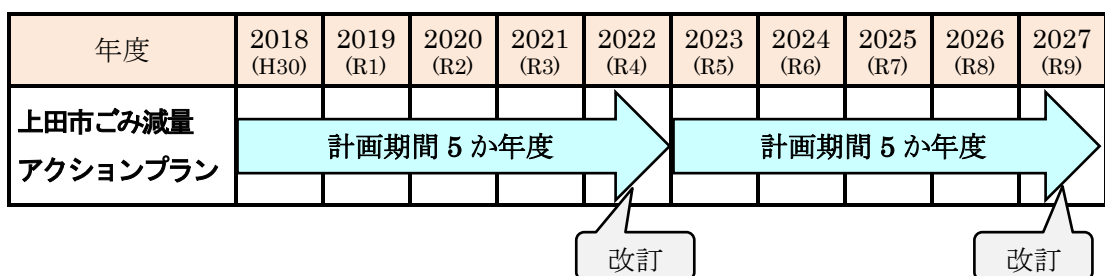 年度 2018 2019 2020 2021 2022 2023 2024 2025 2026 2027
(H30) (R1) (R2) (R3) (R4) (R5) (R6) (R7) (R8) (R9)
上田市ごみ減量
アクションプラン
計画期間5か年度 計画期間5か年度
改訂 改訂